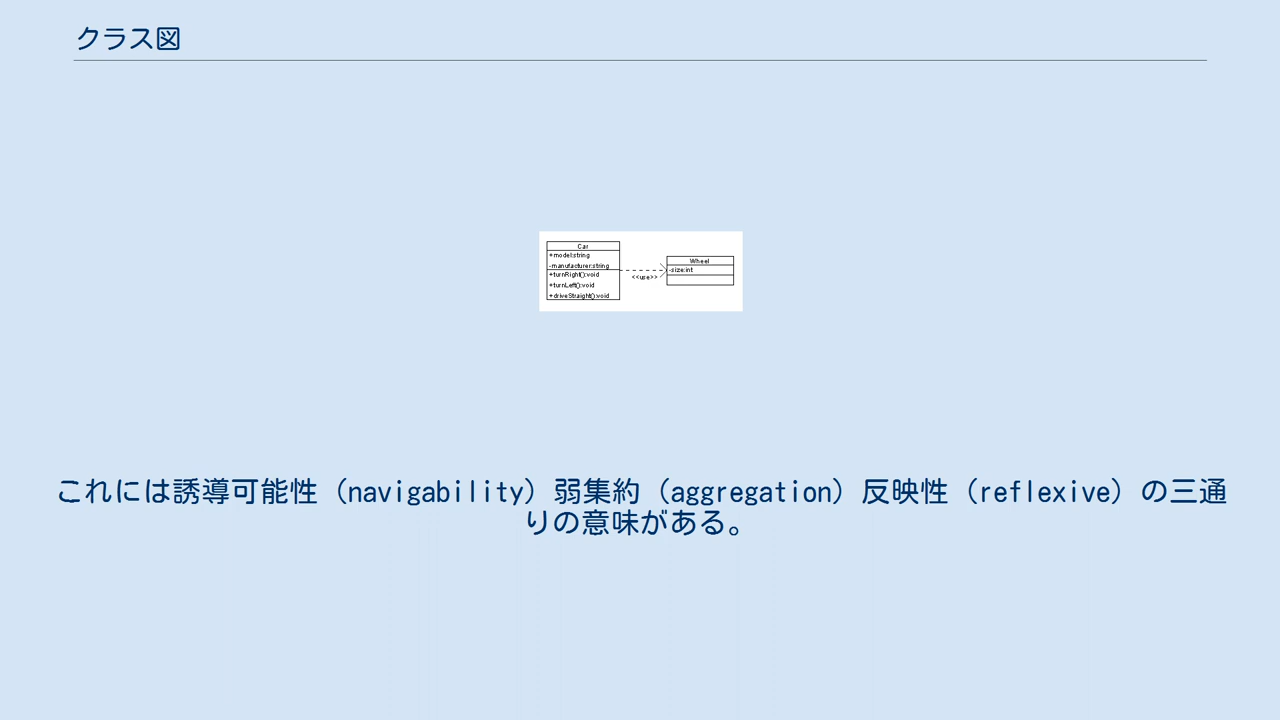 クラス図
Car
+model:string
-manufacturer:string
+turnRight():void
+turnLeft():void
+driveStraight():void
<<use>>
Wheel
-size:int
これには誘導可能性（navigability）弱集約（aggregation）反映性（reflexive）の三通
りの意味がある。